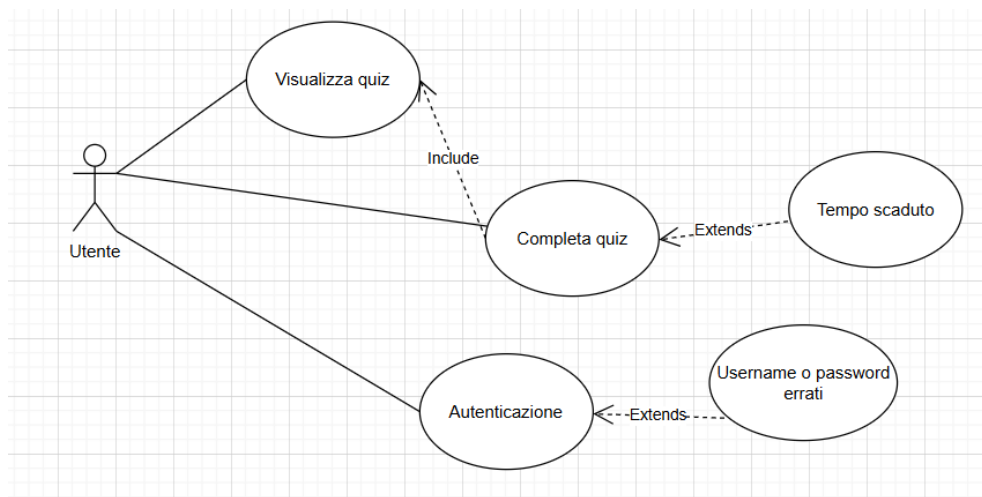 Visualizza quiz
Include
Utente
Completa quiz
Extends
Tempo scaduto
Autenticazione
Extends
Username o password
errati